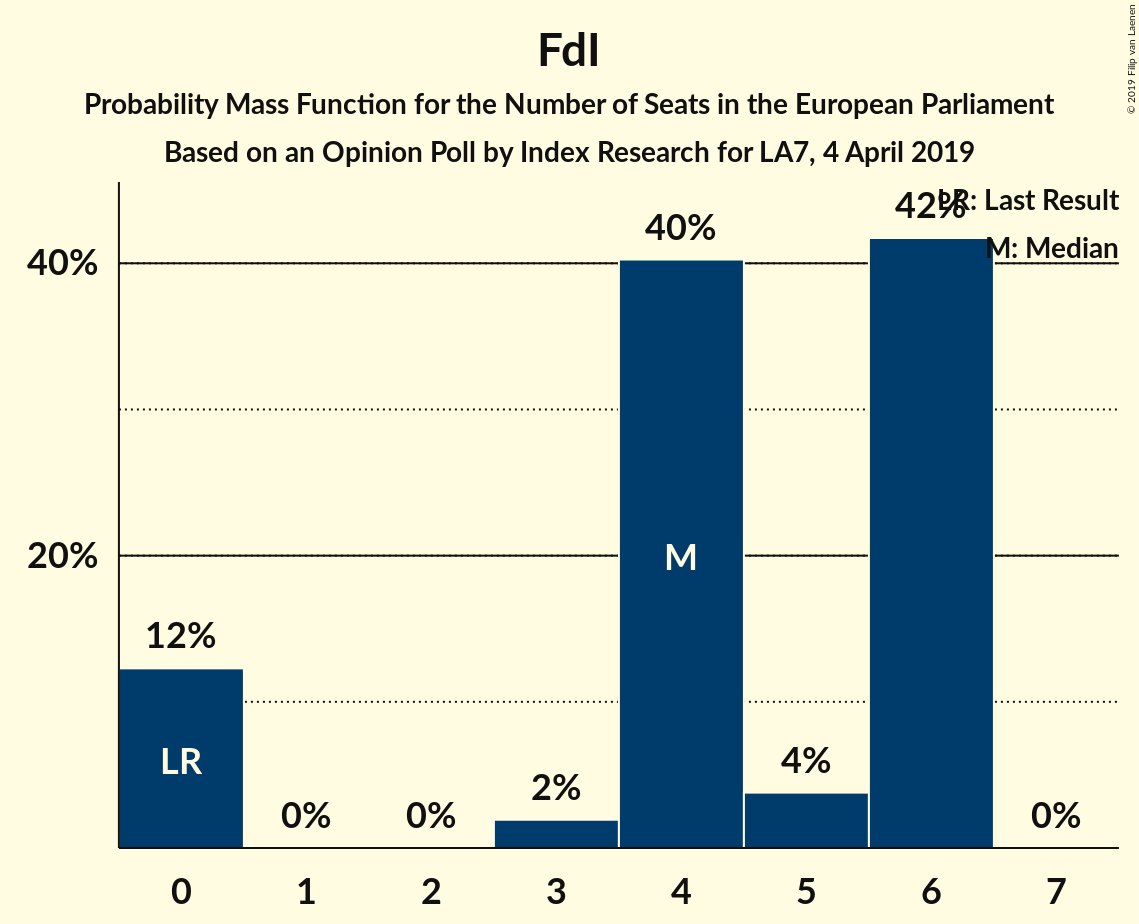 FdI
Probability Mass Function for the Number of Seats in the European Parliament
Based on an Opinion Poll by Index Research for LA7, 4 April 2019
© 2019 Filip van Laenen
LR: Last Result
M: Median
40%
20%
12%
0%
0%
2%
40%
4%
42%
0%
LR
M
0 1 2 3 4 5 6 7